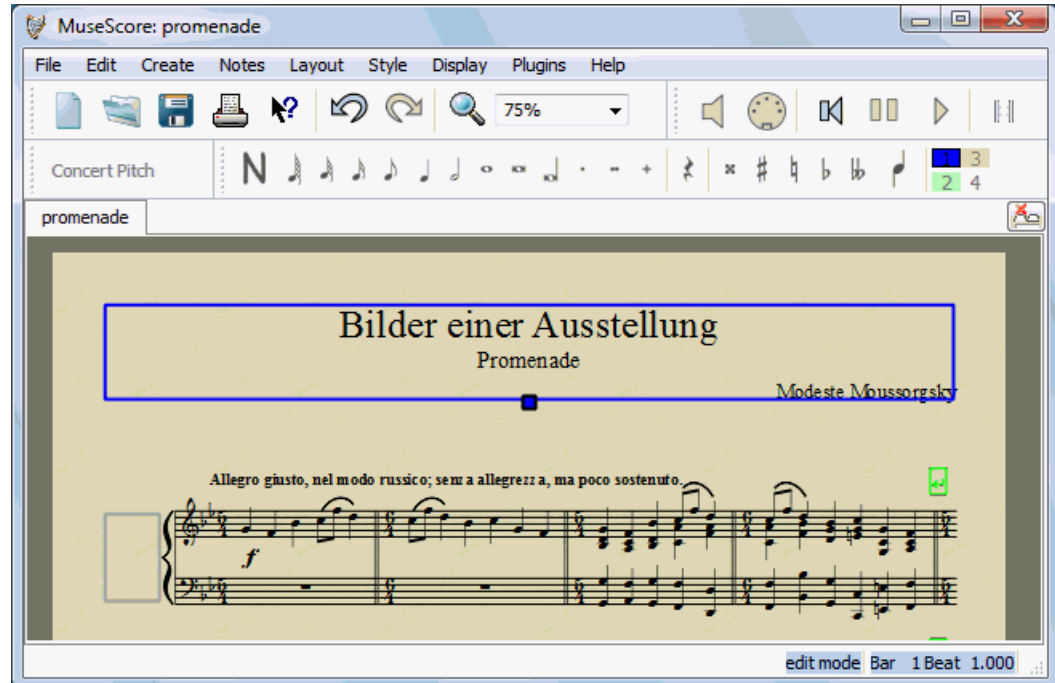 MuseScore: promenade
File Edit Create Notes Layout Style Display Plugins Help
75%
Concert Pitch
1 3
2 4
promenade
Bilder einer Ausstellung
Promenade
Modeste Moussorgsky
Allegro giusto, nel modo russico; senza allegrezza, ma poco sostenuto.
f
edit mode Bar 1 Beat 1.000